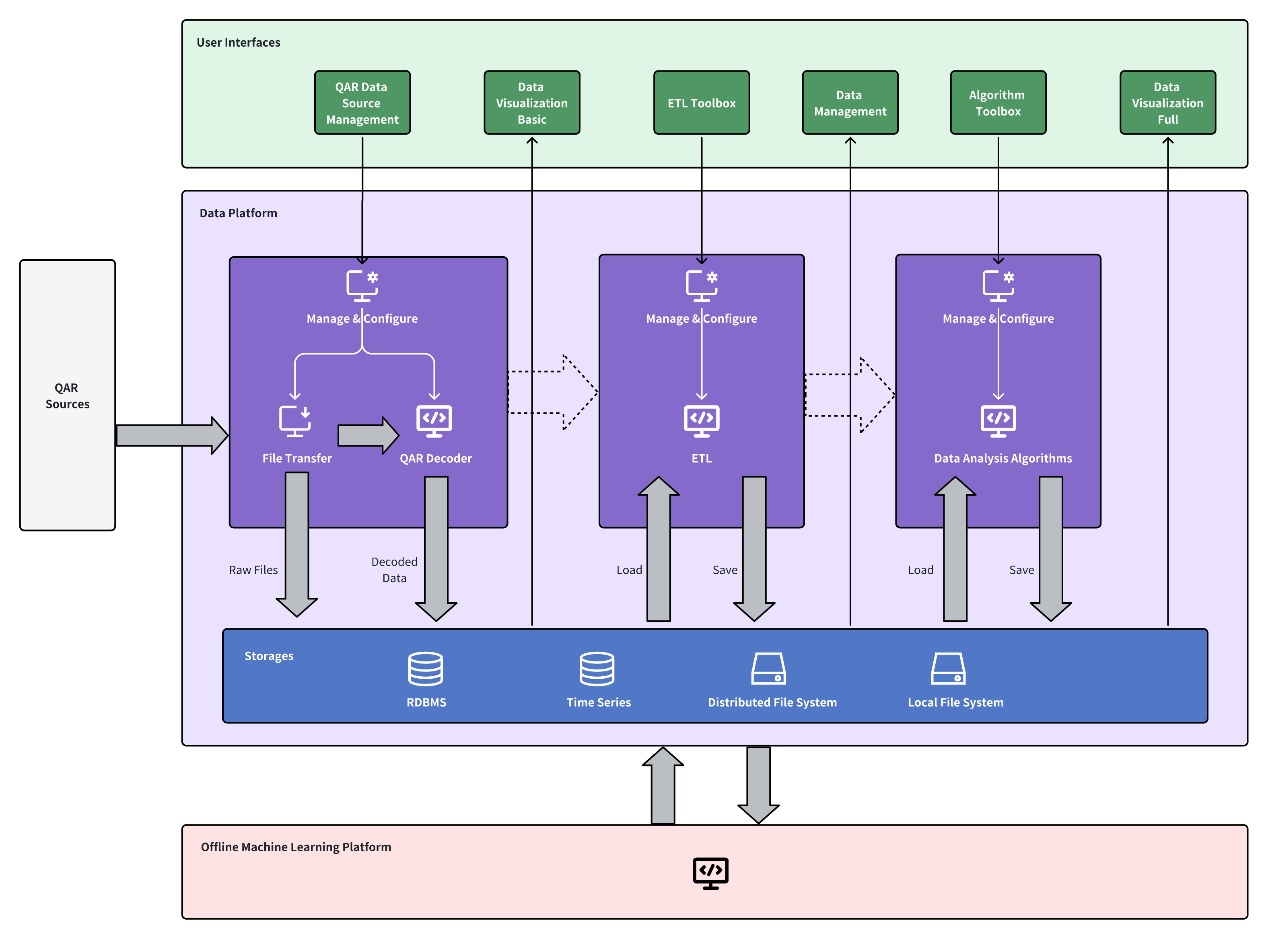 User Interfaces
QAR Data
Source
Management
Data
Visualization
Basic
ETL Toolbox
Data
Management
Algorithm
Toolbox
Data
Visualization
Full
Data Platform
QAR
Sources
Manage & Configure
File Transfer
QAR Decoder
Manage & Configure
ETL
Manage & Configure
Data Analysis Algorithms
Raw Files
Decoded
Data
Load
Save
Load
Save
Storages
RDBMS
Time Series
Distributed File System
Local File System
Offline Machine Learning Platform